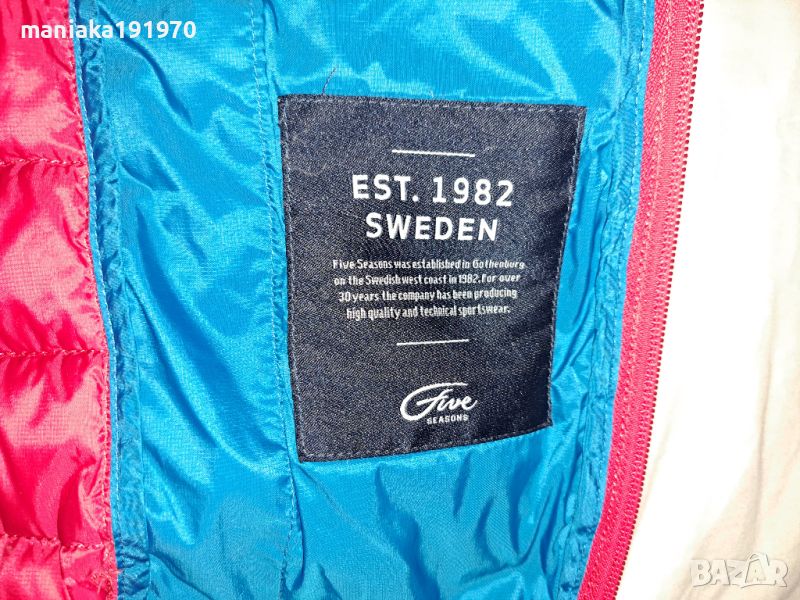 maniaka191970
EST. 1982
SWEDEN
Five Seasons was established in Gothenburg
on the Swedish west coast in 1982. For over
30 years the company has been producing
high quality and technical sportswear.
Five
SEASONS
BAZAR